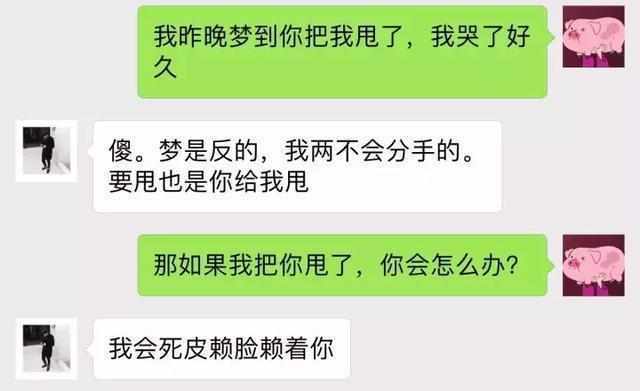 我昨晚梦到你把我甩了，我哭了好
久
傻。梦是反的，我两不会分手的。
要甩也是你给我甩
那如果我把你甩了，你会怎么办？
我会死皮赖脸赖着你